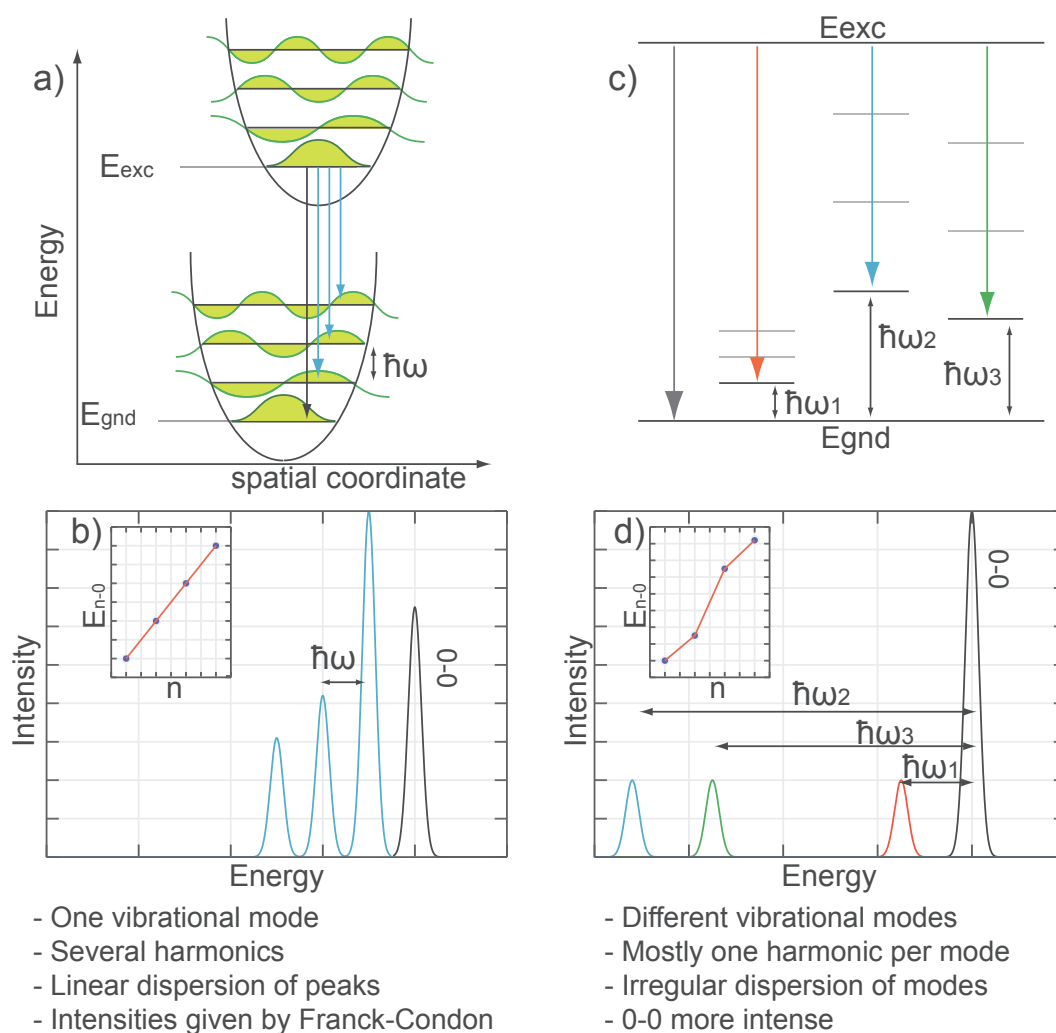 a)
Energy
Eexc
ħω
Egnd
spatial coordinate
c)
Eexc
ħω1
ħω2
ħω3
Egnd
b)
Intensity
En-0
n
ħω
0-0
Energy
d)
Intensity
En-0
n
0-0
ħω2
ħω3
ħω1
Energy
- One vibrational mode
- Several harmonics
- Linear dispersion of peaks
- Intensities given by Franck-Condon
- Different vibrational modes
- Mostly one harmonic per mode
- Irregular dispersion of modes
- 0-0 more intense